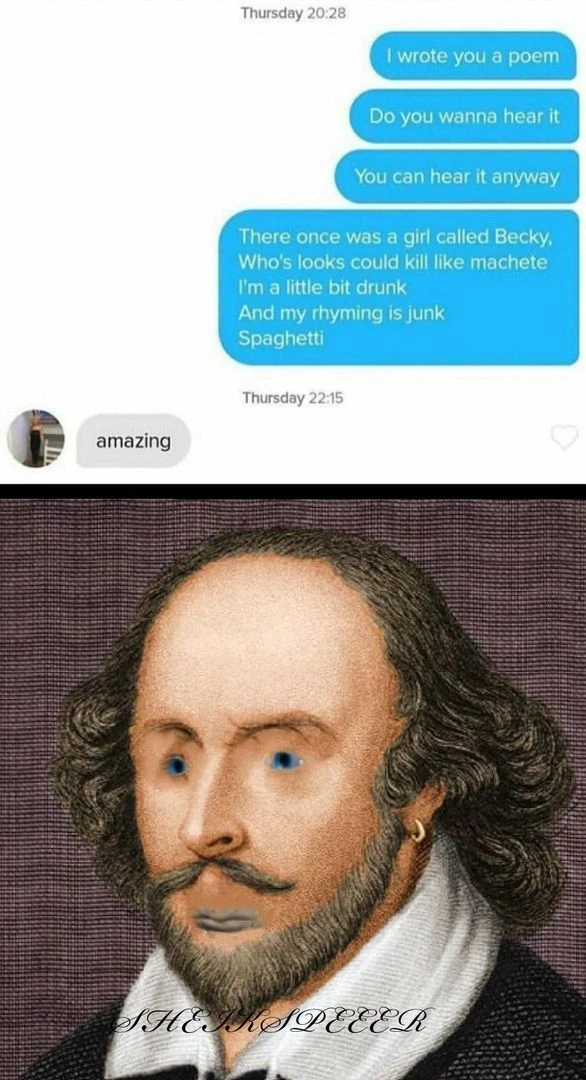 Thursday 20:28
I wrote you a poem
Do you wanna hear it
You can hear it anyway
There once was a girl called Becky,
Who's looks could kill like machete
I'm a little bit drunk
And my rhyming is junk
Spaghetti
Thursday 22:15
amazing
SHEIKSPEEER